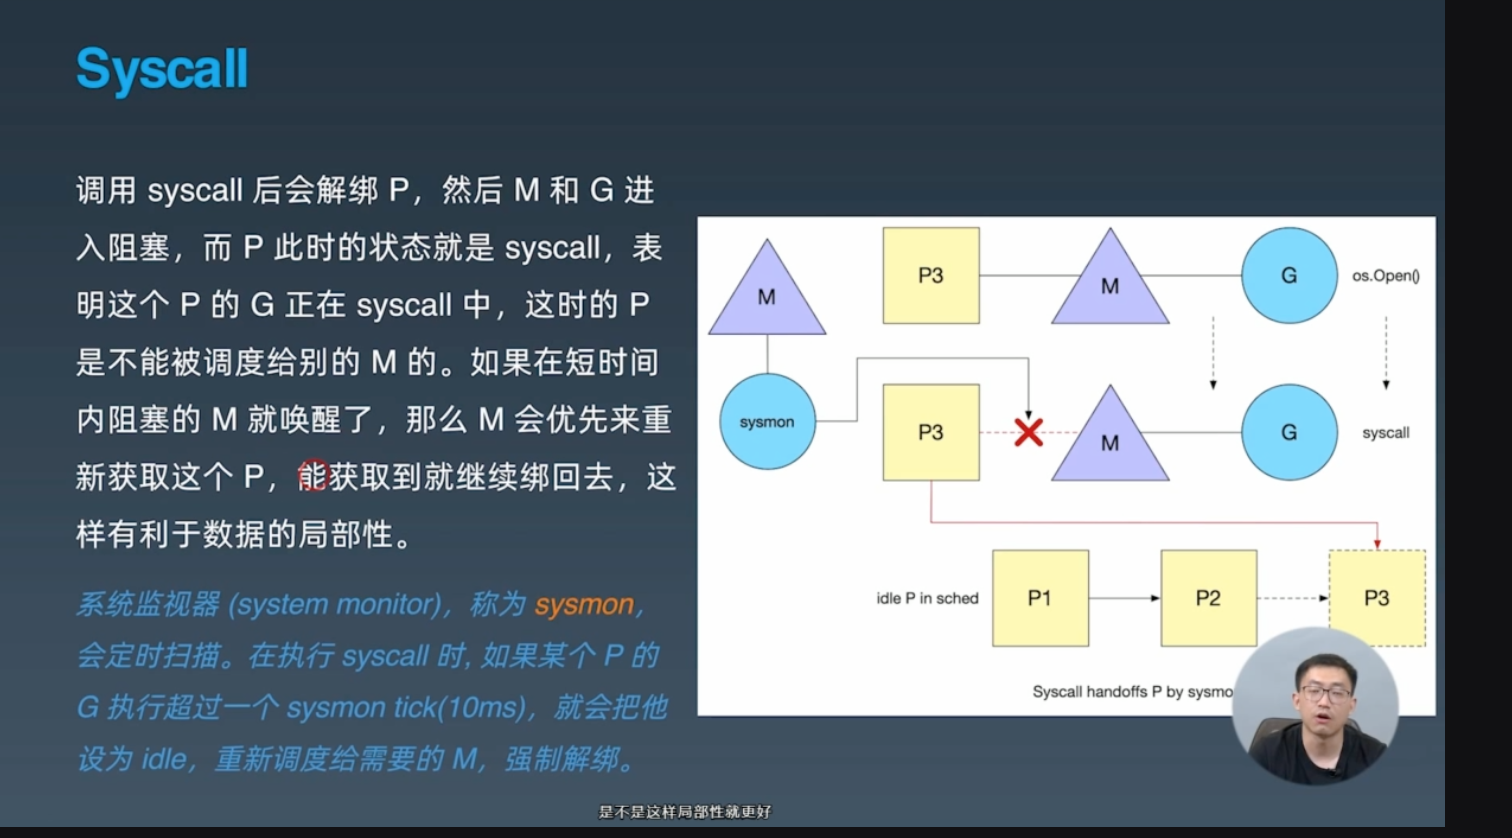 Syscall
调用 syscall 后会解绑 P，然后 M 和 G 进
入阻塞，而 P 此时的状态就是 syscall，表
明这个 P 的 G 正在 syscall 中，这时的 P
是不能被调度给别的 M 的。如果在短时间
内阻塞的 M 就唤醒了，那么 M 会优先来重
新获取这个 P，能获取到就继续绑回去，这
样有利于数据的局部性。
系统监视器 (system monitor)，称为 sysmon，
会定时扫描。在执行 syscall 时, 如果某个 P 的
G 执行超过一个 sysmon tick(10ms)，就会把他
设为 idle，重新调度给需要的 M，强制解绑。
M
P3
M
G
os.Open()
sysmon
P3
M
G
syscall
idle P in sched
P1
P2
P3
Syscall handoffs P by sysmo
是不是这样局部性就更好